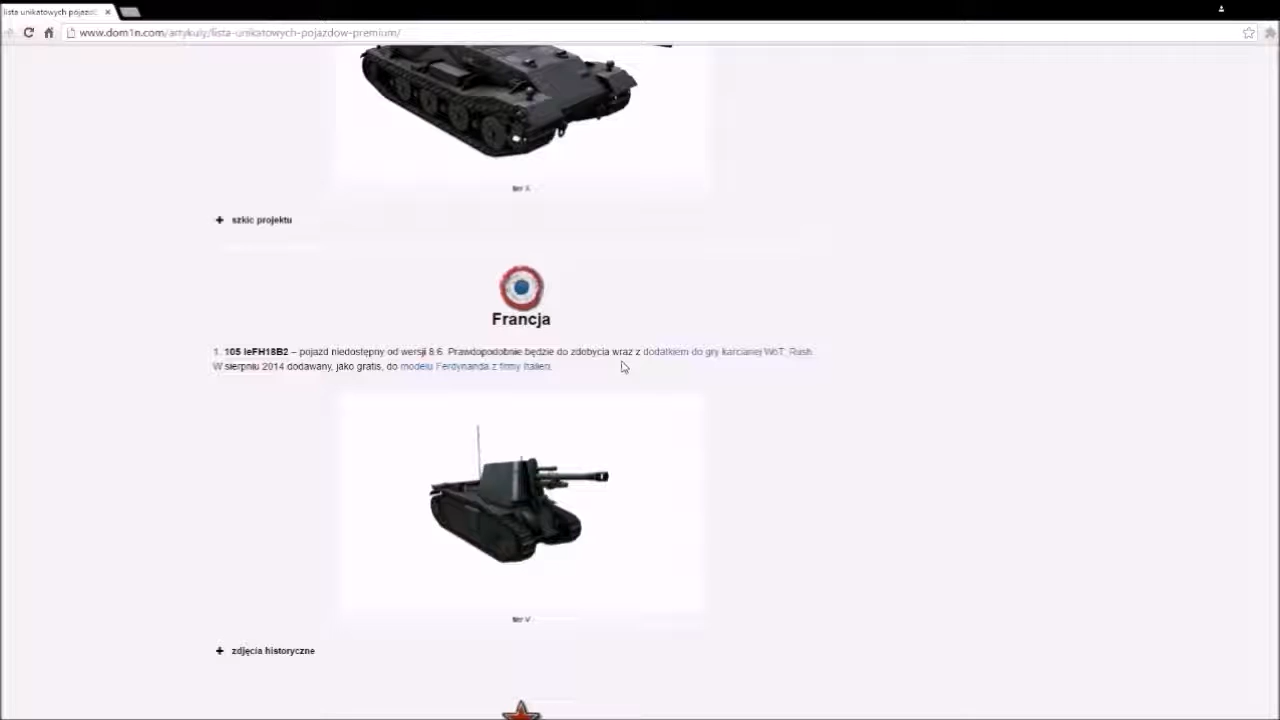 lista unikatowych pojazd
www.dom1n.com/artykuly/lista-unikatowych-pojazdow-premium/
tier X
szkic projektu
Francja
1. 105 leFH18B2 – pojazd niedostępny od wersji 8.6. Prawdopodobnie będzie do zdobycia wraz z dodatkiem do gry karcianej WoT: Rush.
W sierpniu 2014 dodawany, jako gratis, do modelu Ferdynanda z firmy Italeri.
tier V
zdjęcia historyczne